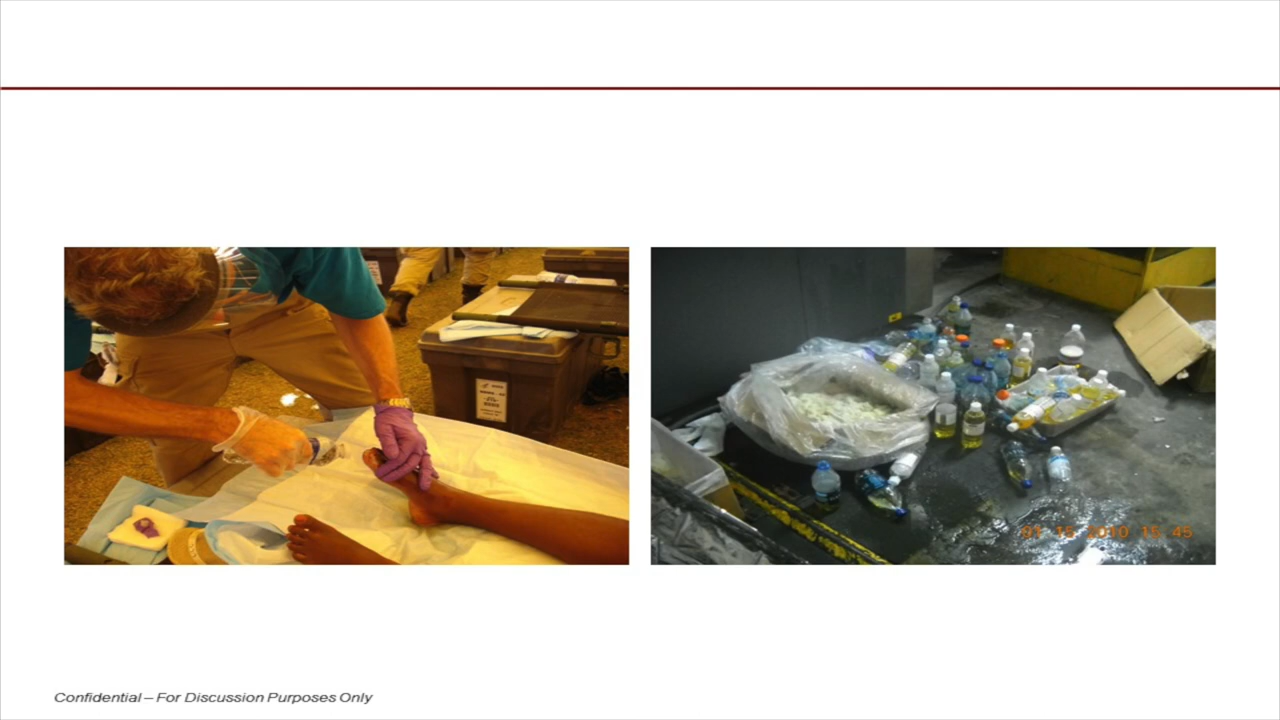 01 15 2010 15 45
Confidential – For Discussion Purposes Only